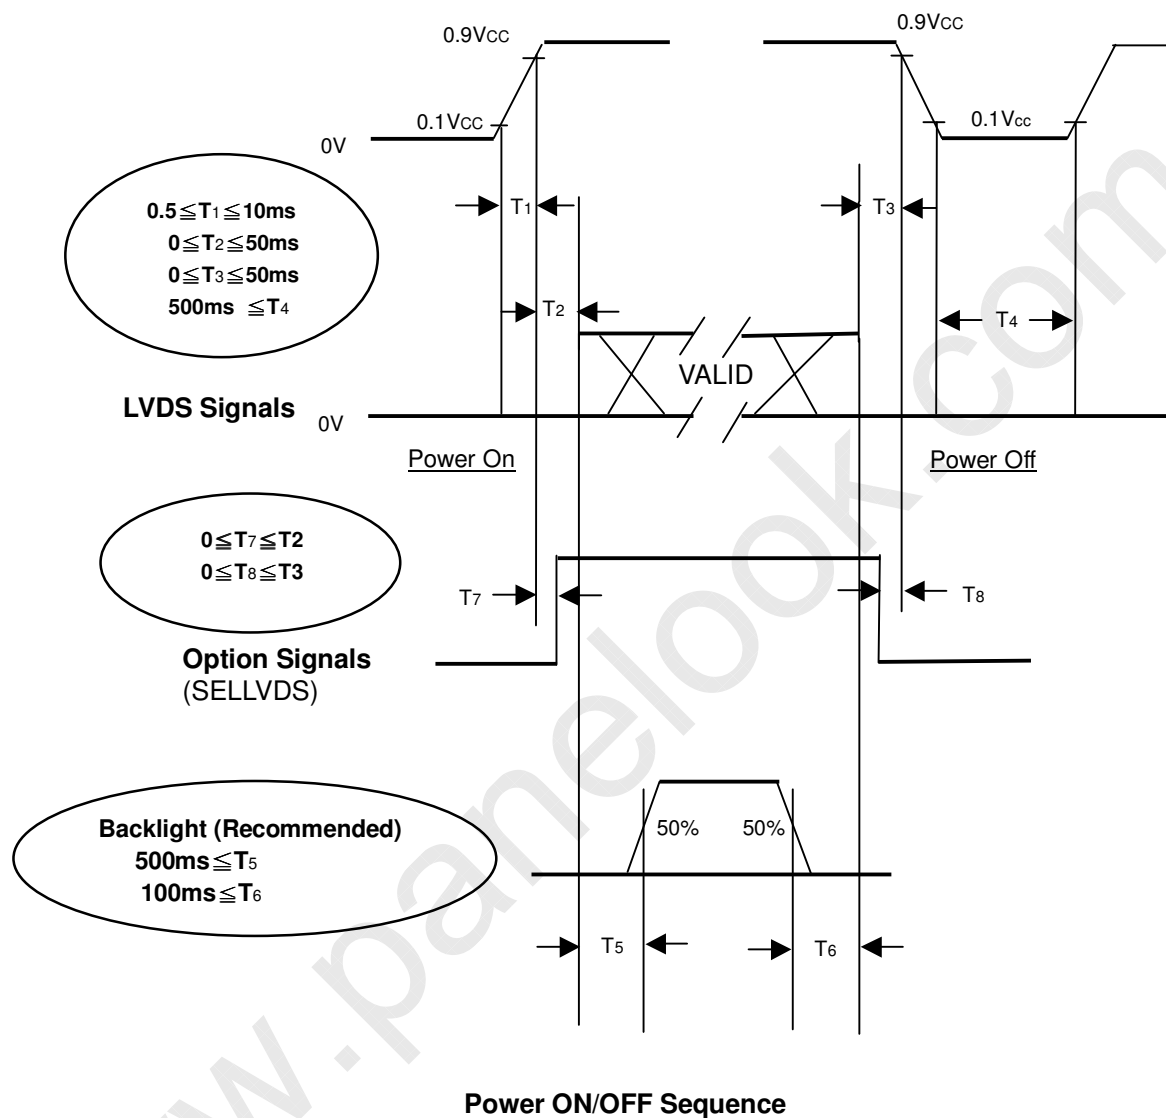 0.9VCC
0.9VCC
0.1VCC
0.1Vcc
0V
0.5≦T1≦10ms
0≦T2≦50ms
0≦T3≦50ms
500ms ≦T4
T1
T3
T2
T4
VALID
LVDS Signals
0V
Power On
Power Off
0≦T7≦T2
0≦T8≦T3
T7
T8
Option Signals
(SELLVDS)
Backlight (Recommended)
500ms≦T5
100ms≦T6
50%
50%
T5
T6
Power ON/OFF Sequence
www.panelook.com